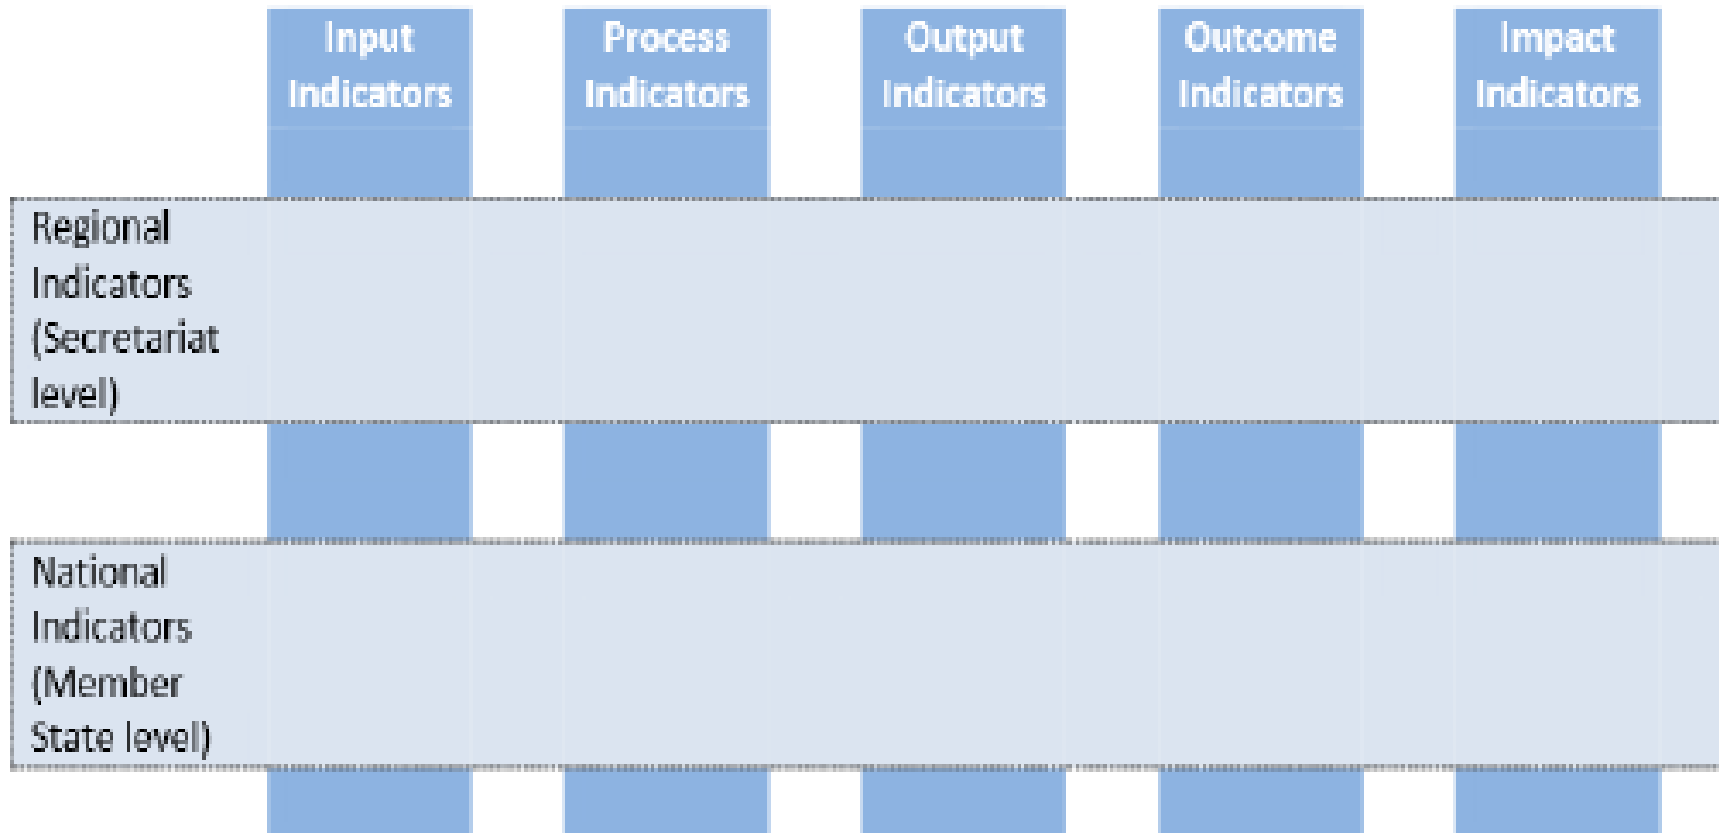 Input
Indicators
Process
Indicators
Output
Indicators
Outcome
Indicators
Impact
Indicators
Regional
Indicators
(Secretariat
level)
National
Indicators
(Member
State level)